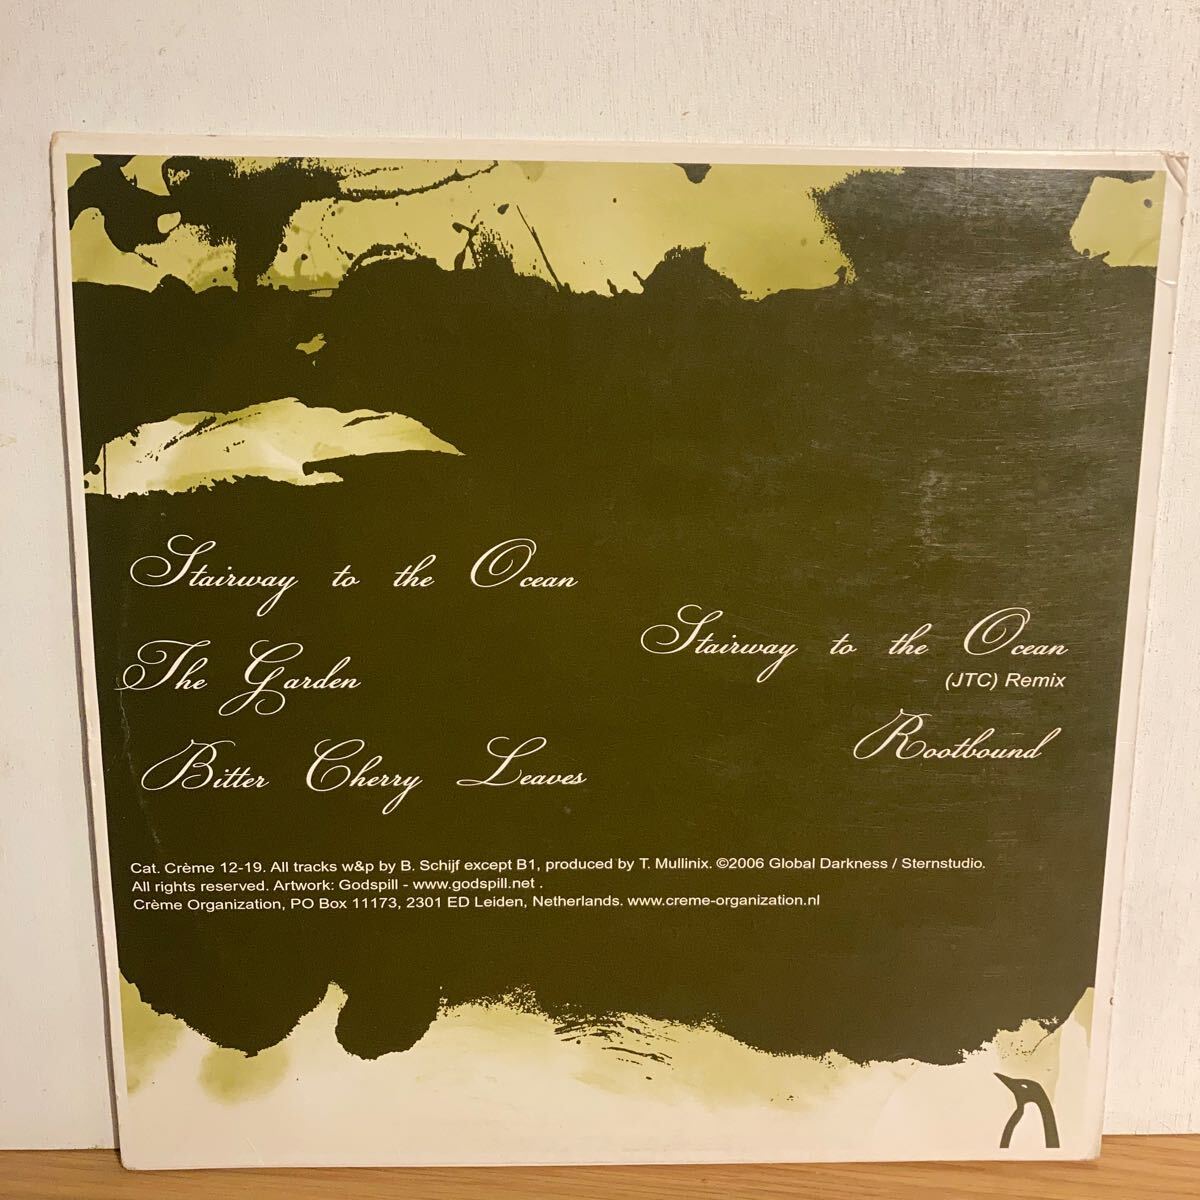 Stairway to the Ocean
The Garden
Bitter Cherry Leaves
Stairway to the Ocean
(JTC) Remix
Rootbound
Cat. Crème 12-19. All tracks w&p by B. Schijf except B1, produced by T. Mullinix. ©2006 Global Darkness / Sternstudio.
All rights reserved. Artwork: Godspill - www.godspill.net .
Crème Organization, PO Box 11173, 2301 ED Leiden, Netherlands. www.creme-organization.nl